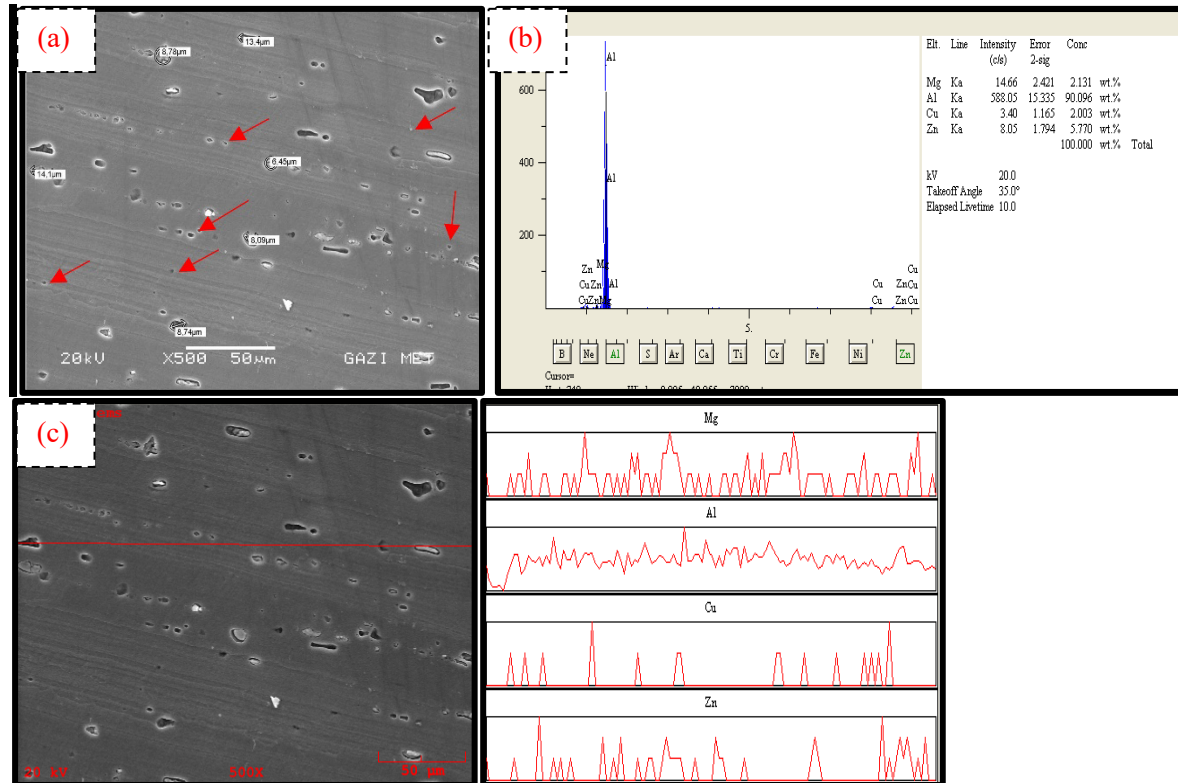 (a)
8,78µm
13.4µm
14,1µm
6,45µm
8,09µm
8,74µm
20kV X500 50µm GAZI MET
(b)
Elt. Line Intensity Error Conc
(c/s) 2-sig
Mg Ka 14.66 2.421 2.131 wt.%
Al Ka 588.05 15.335 90.096 wt.%
Cu Ka 3.40 1.165 2.003 wt.%
Zn Ka 8.05 1.794 5.770 wt.%
100.000 wt.% Total
kV 20.0
Takeoff Angle 35.0°
Elapsed Livetime 10.0
600
400
200
Al
Al
Zn Mg
Cu Zn Al
Cu Zn Mg
Cu
Cu Zn Cu
Cu Zn Cu
5.
B Ne Al S Ar Ca Ti Cr Fe Ni Zn
Cursor=
(c)
20 kV 500X 50 µm
Mg
Al
Cu
Zn